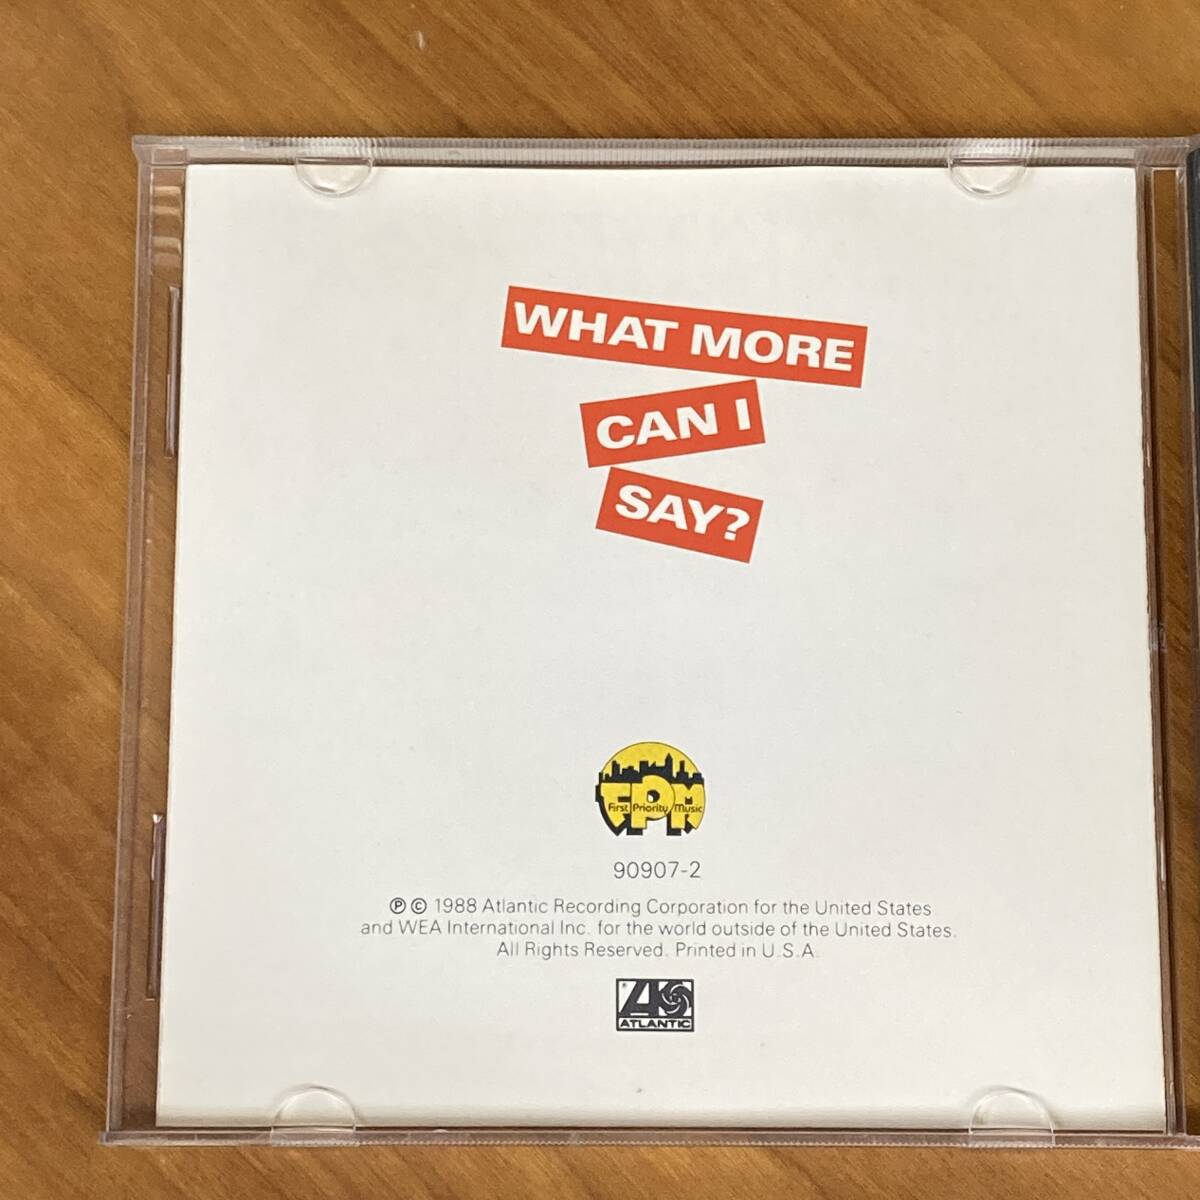 WHAT MORE
CAN I
SAY?
FPM
First Priority Music
90907-2
℗ © 1988 Atlantic Recording Corporation for the United States
and WEA International Inc. for the world outside of the United States.
All Rights Reserved. Printed in U.S.A.
A
ATLANTIC